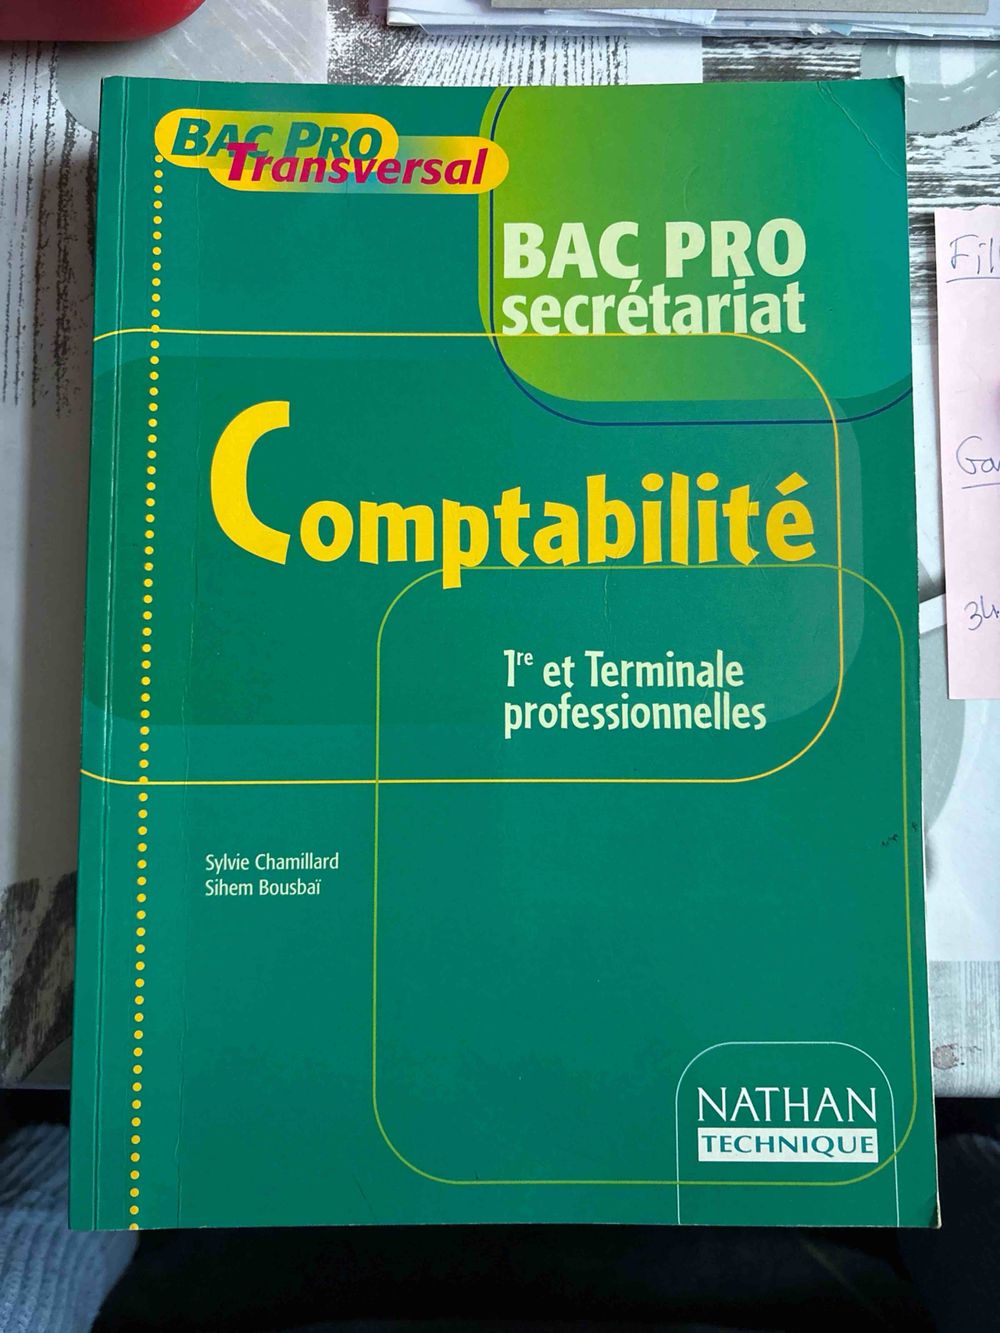 BAC PRO
Transversal
BAC PRO
secrétariat
Comptabilité
1re et Terminale
professionnelles
Sylvie Chamillard
Sihem Bousbaï
NATHAN
TECHNIQUE